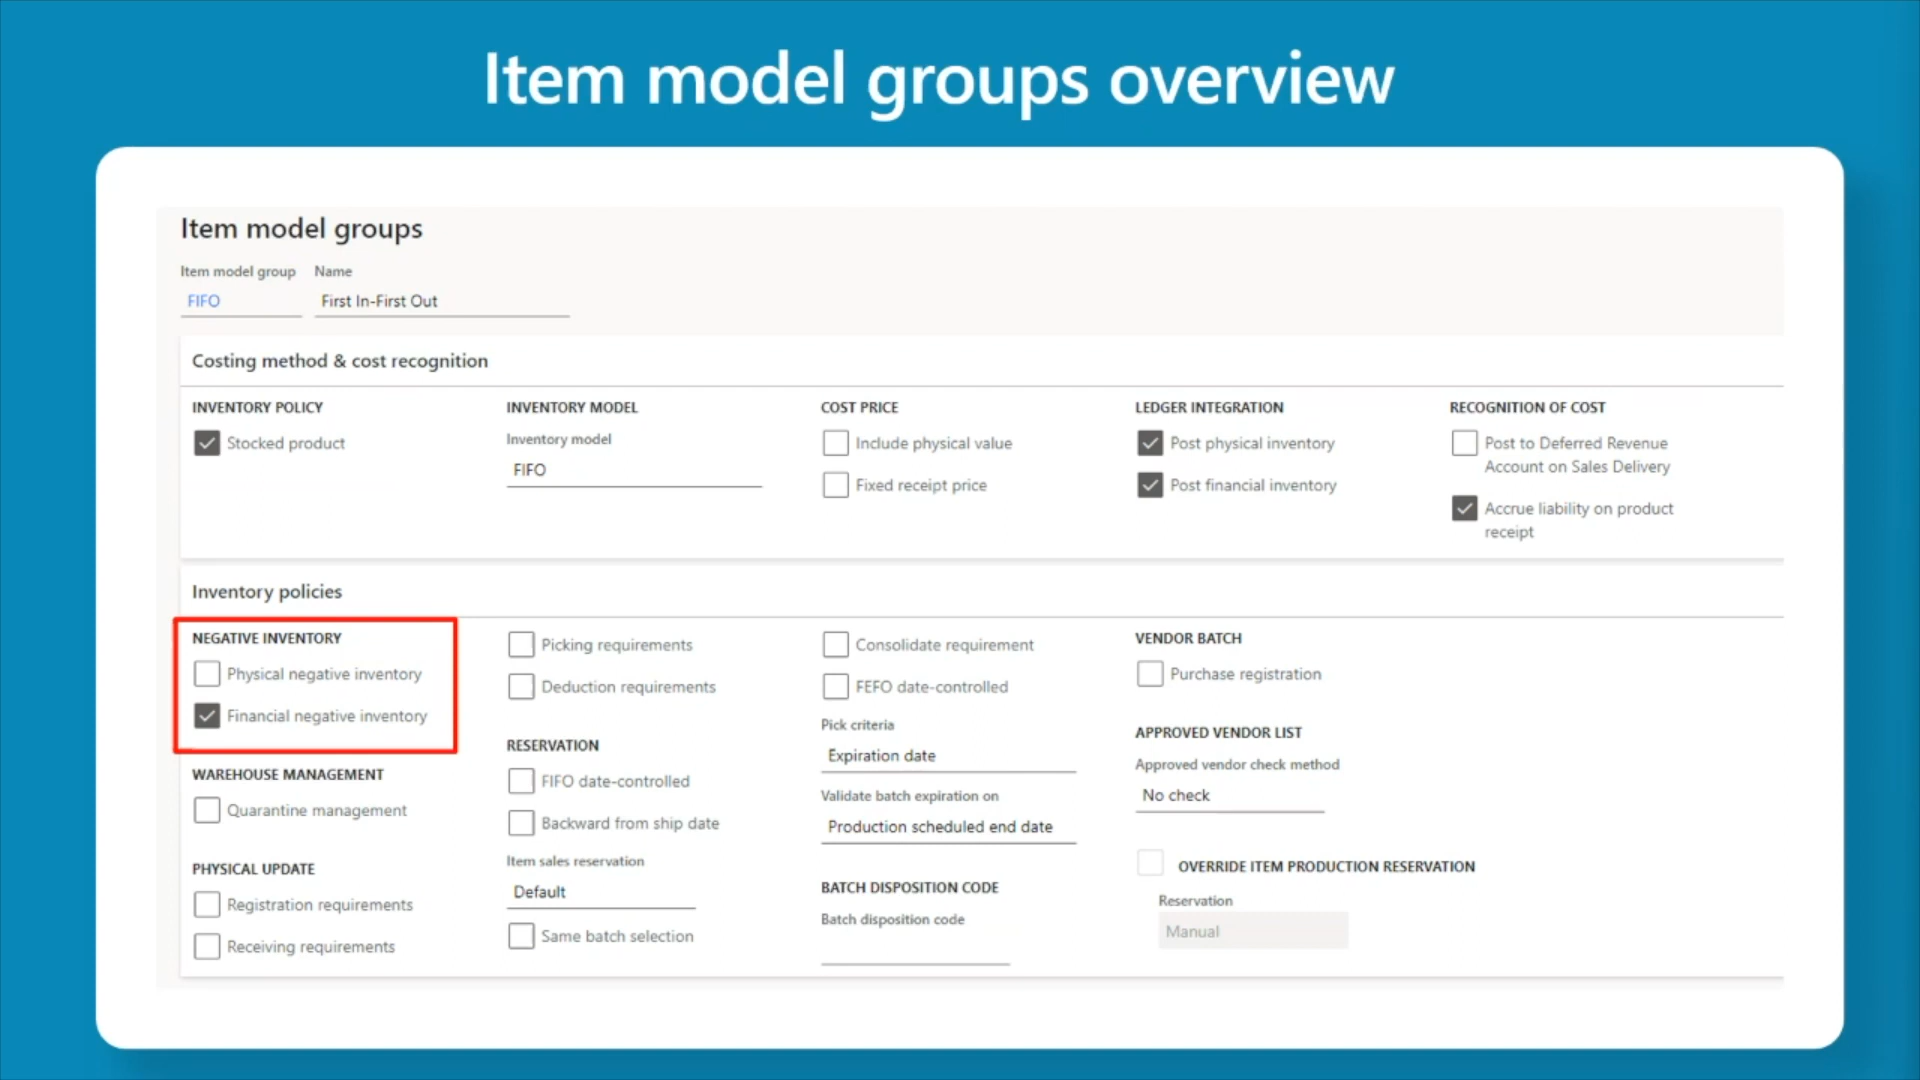 Item model groups overview
Item model groups
Item model group
Name
FIFO
First In-First Out
Costing method & cost recognition
INVENTORY POLICY
Stocked product
INVENTORY MODEL
Inventory model
FIFO
COST PRICE
Include physical value
Fixed receipt price
LEDGER INTEGRATION
Post physical inventory
Post financial inventory
RECOGNITION OF COST
Post to Deferred Revenue
Account on Sales Delivery
Accrue liability on product
receipt
Inventory policies
NEGATIVE INVENTORY
Physical negative inventory
Financial negative inventory
WAREHOUSE MANAGEMENT
Quarantine management
PHYSICAL UPDATE
Registration requirements
Receiving requirements
Picking requirements
Deduction requirements
RESERVATION
FIFO date-controlled
Backward from ship date
Item sales reservation
Default
Same batch selection
Consolidate requirement
FEFO date-controlled
Pick criteria
Expiration date
Validate batch expiration on
Production scheduled end date
BATCH DISPOSITION CODE
Batch disposition code
VENDOR BATCH
Purchase registration
APPROVED VENDOR LIST
Approved vendor check method
No check
OVERRIDE ITEM PRODUCTION RESERVATION
Reservation
Manual